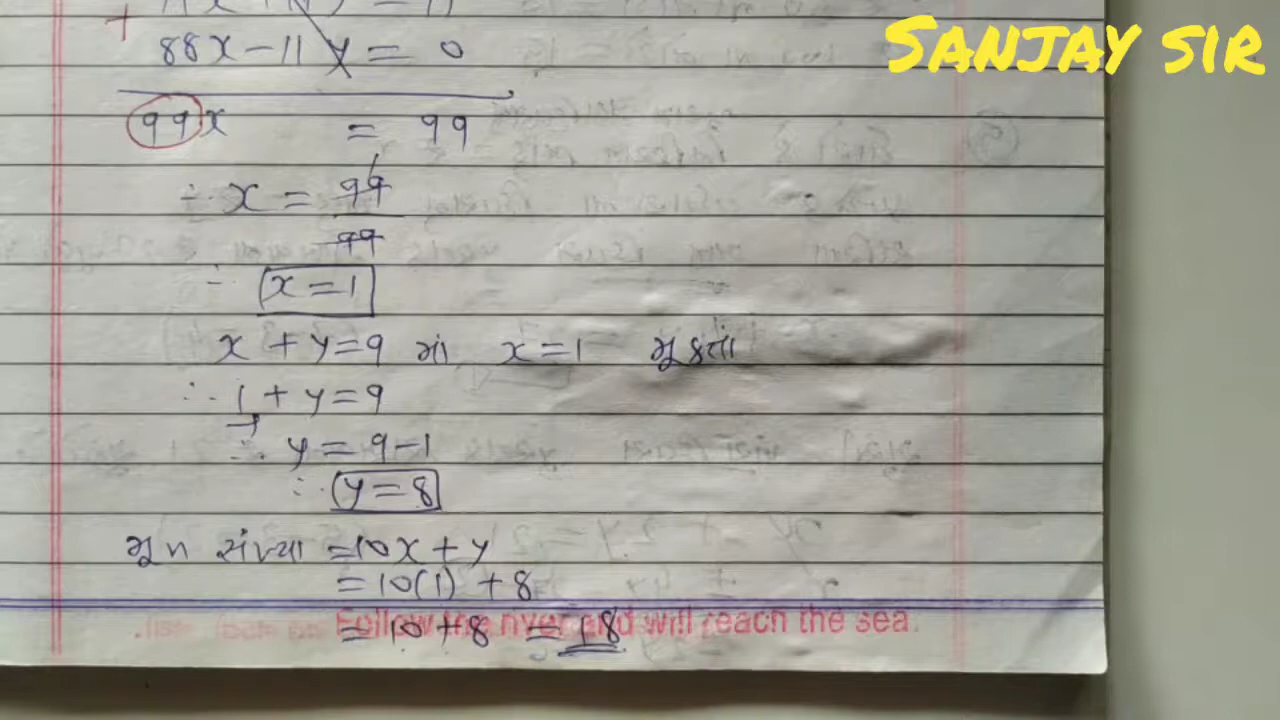 SANJAY SIR
88x - 11y = 0
99x = 99
∴ x = 99
99
∴ x = 1
x + y = 9 માં x = 1 મૂકતાં
∴ 1 + y = 9
∴ y = 9 - 1
∴ y = 8
મૂળ સંખ્યા = 10x + y
= 10(1) + 8
= 10 + 8 = 18
Follow the river and will reach the sea.